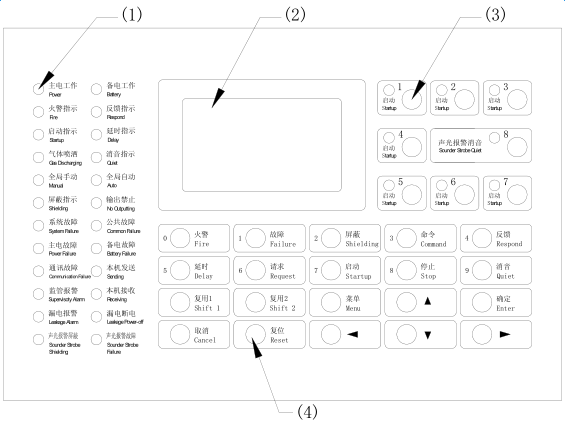 (1)
(2)
(3)
主电工作
Power
备电工作
Battery
火警指示
Fire
反馈指示
Respond
启动指示
Startup
延时指示
Delay
气体喷洒
Gas Discharging
消音指示
Quiet
全局手动
Manual
全局自动
Auto
屏蔽指示
Shielding
输出禁止
No Outputting
系统故障
System Failure
公共故障
Common Failure
主电故障
Power Failure
备电故障
Battery Failure
通讯故障
Communication Failure
本机发送
Sending
监管报警
Supervisory Alarm
本机接收
Receiving
漏电报警
Leakage Alarm
漏电断电
Leakage Power-off
声光报警屏蔽
Sounder Strobe
Shielding
声光报警故障
Sounder Strobe
Failure
1
启动
Startup
2
启动
Startup
3
启动
Startup
4
启动
Startup
声光报警消音
Sounder Strobe Quiet
8
5
启动
Startup
6
启动
Startup
7
启动
Startup
0
火警
Fire
1
故障
Failure
2
屏蔽
Shielding
3
命令
Command
4
反馈
Respond
5
延时
Delay
6
请求
Request
7
启动
Startup
8
停止
Stop
9
消音
Quiet
复用1
Shift 1
复用2
Shift 2
菜单
Menu
▲
确定
Enter
取消
Cancel
复位
Reset
◄
▼
►
(4)